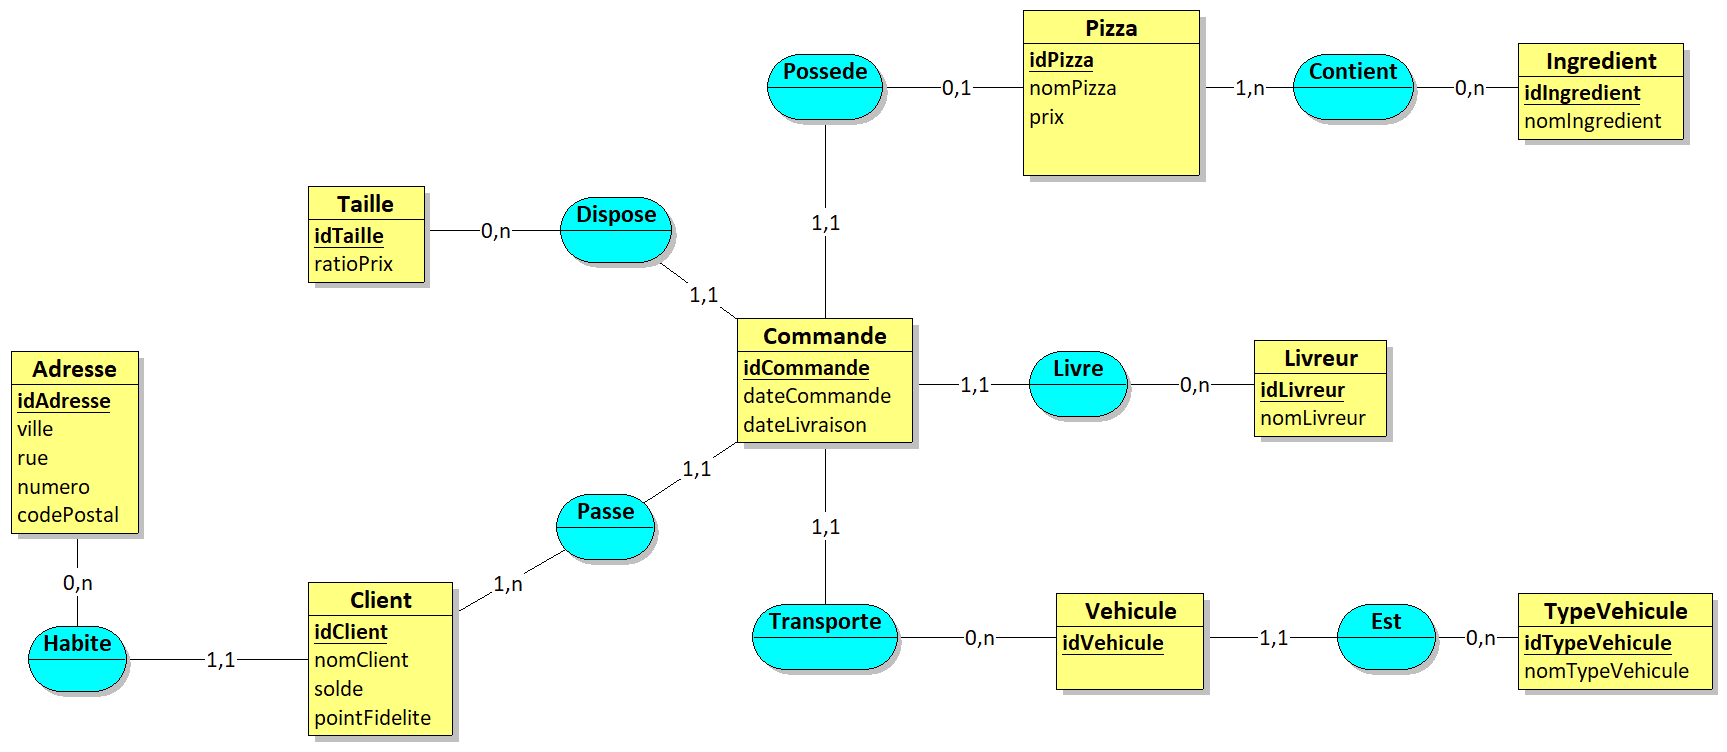 Pizza
idPizza
nomPizza
prix
Possede
0,1
1,n
Contient
0,n
Ingredient
idIngredient
nomIngredient
1,1
Taille
idTaille
ratioPrix
0,n
Dispose
1,1
Commande
idCommande
dateCommande
dateLivraison
1,1
Livre
0,n
Livreur
idLivreur
nomLivreur
Adresse
idAdresse
ville
rue
numero
codePostal
0,n
Habite
1,1
Client
idClient
nomClient
solde
pointFidelite
1,n
Passe
1,1
1,1
Transporte
0,n
Vehicule
idVehicule
1,1
Est
0,n
TypeVehicule
idTypeVehicule
nomTypeVehicule